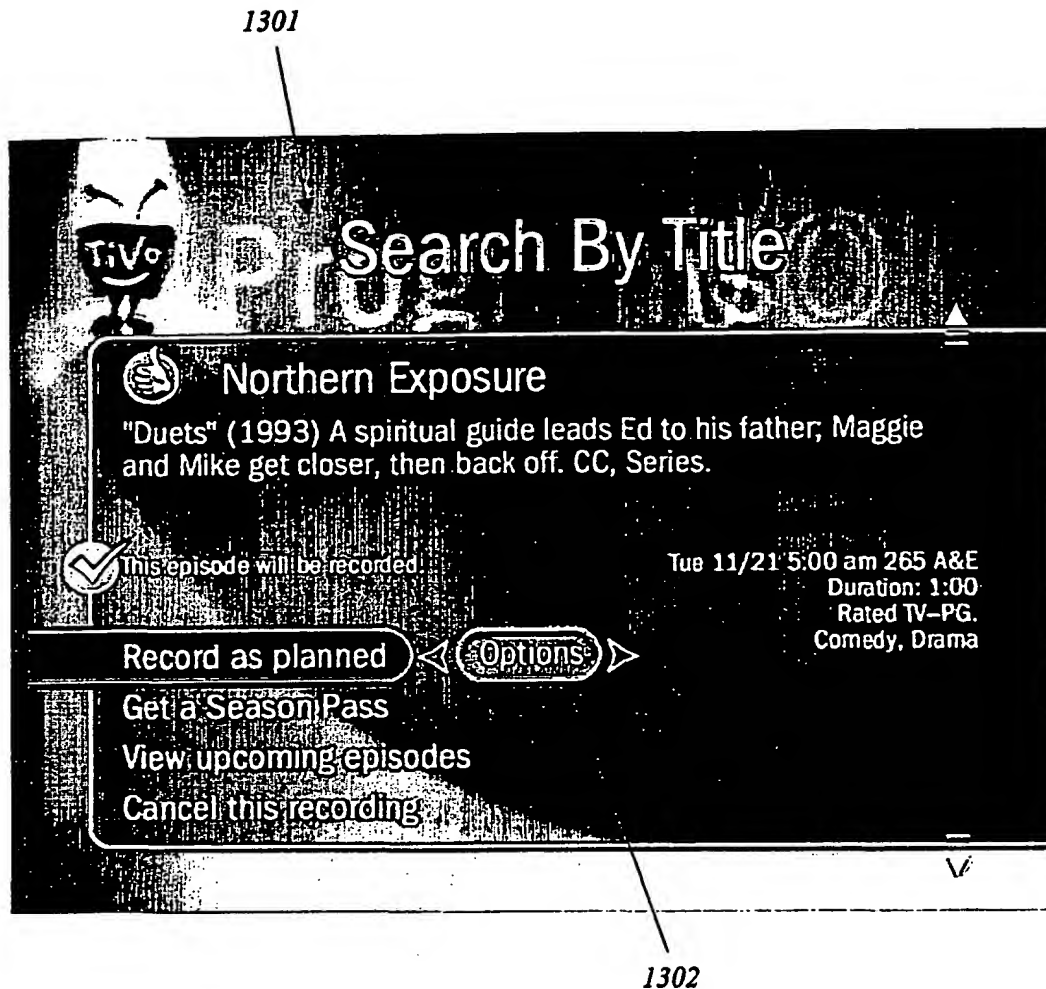 1301
TiVo
Search By Title
Northern Exposure
"Duets" (1993) A spiritual guide leads Ed to his father; Maggie
and Mike get closer, then back off. CC, Series.
This episode will be recorded.
Tue 11/21 5:00 am 265 A&E
Duration: 1:00
Rated TV-PG.
Comedy, Drama
Record as planned
Options
Get a Season Pass
View upcoming episodes
Cancel this recording
1302